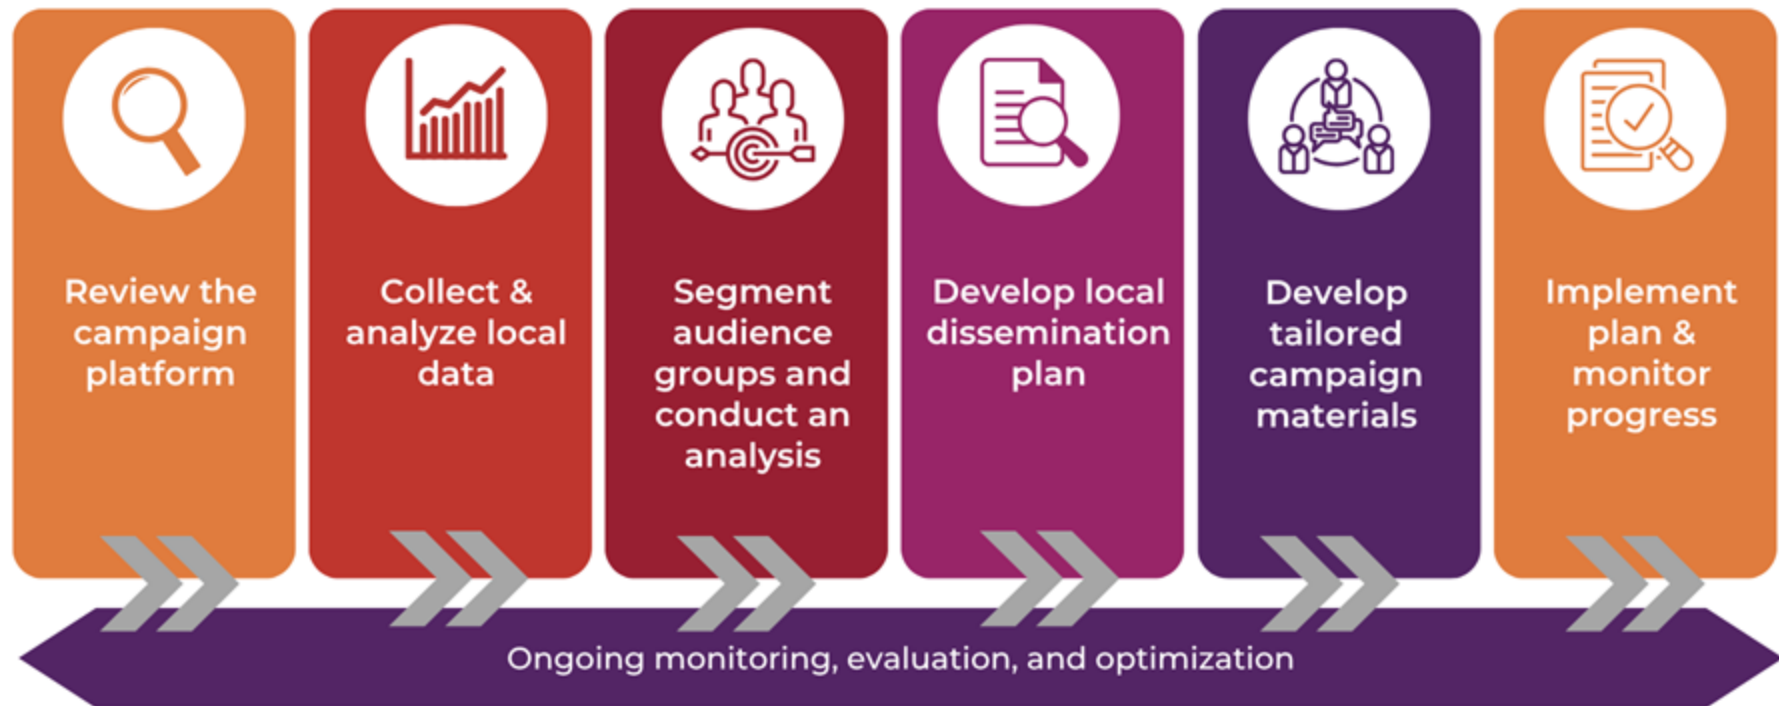 Review the
campaign
platform
Collect &
analyze local
data
Segment
audience
groups and
conduct an
analysis
Develop local
dissemination
plan
Develop
tailored
campaign
materials
Implement
plan &
monitor
progress
Ongoing monitoring, evaluation, and optimization